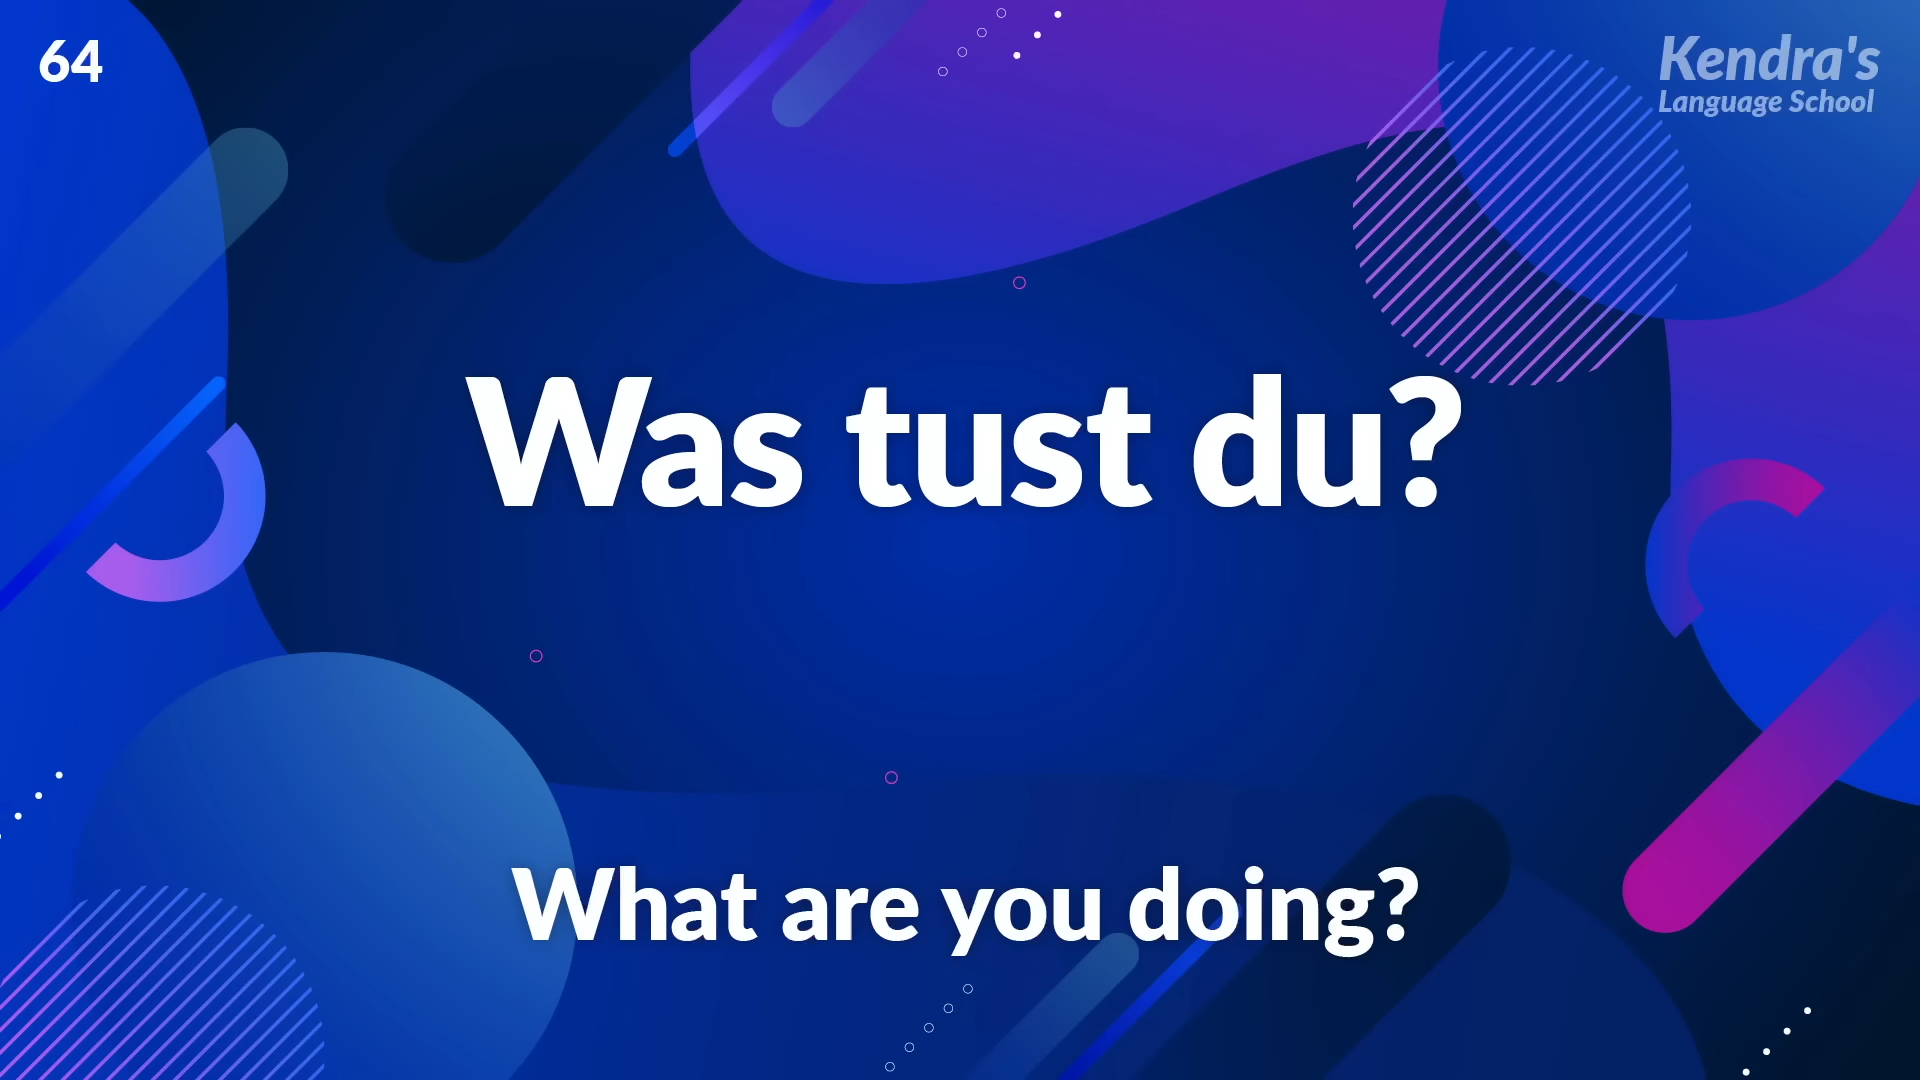 64
Kendra's
Language School
Was tust du?
What are you doing?